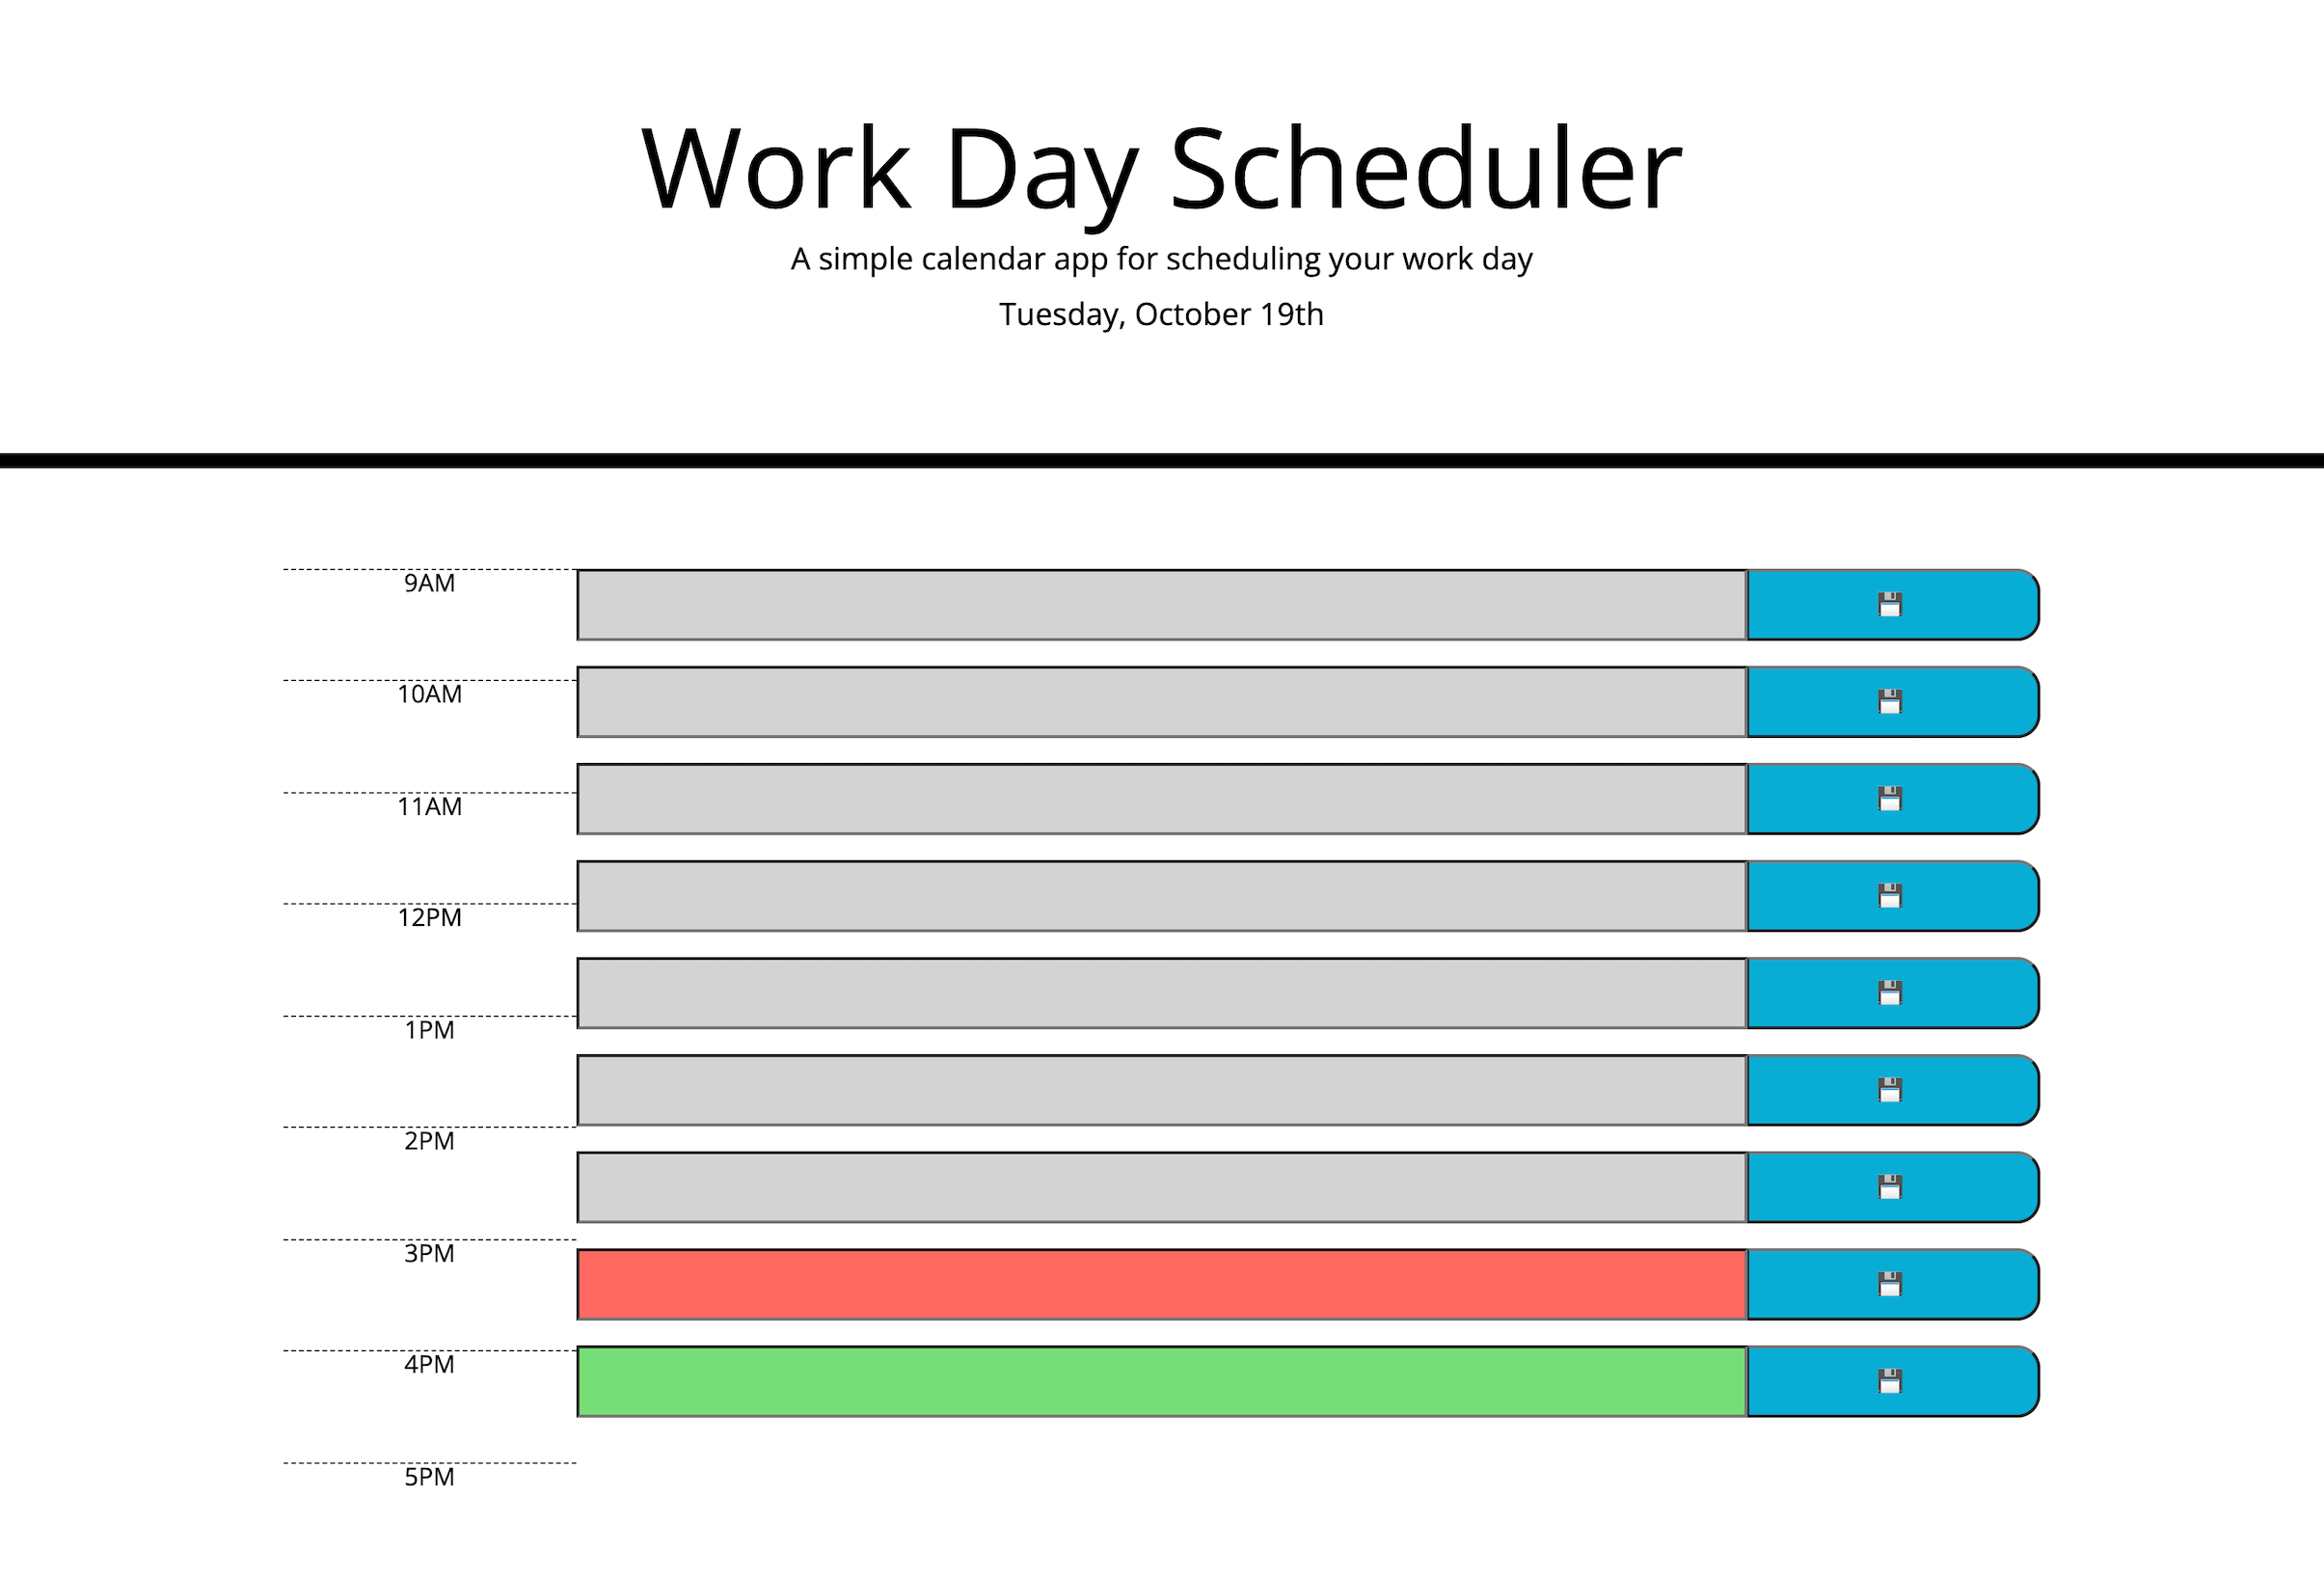 Work Day Scheduler
A simple calendar app for scheduling your work day
Tuesday, October 19th
9AM
10AM
11AM
12PM
1PM
2PM
3PM
4PM
5PM